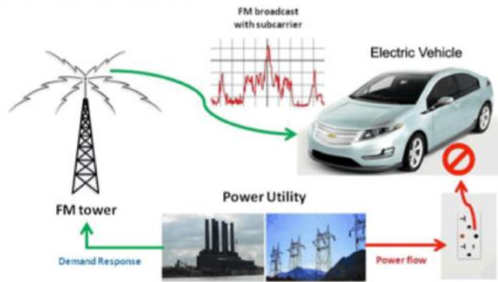 FM broadcast
with subcarrier
Electric Vehicle
FM tower
Power Utility
Demand Response
Power flow